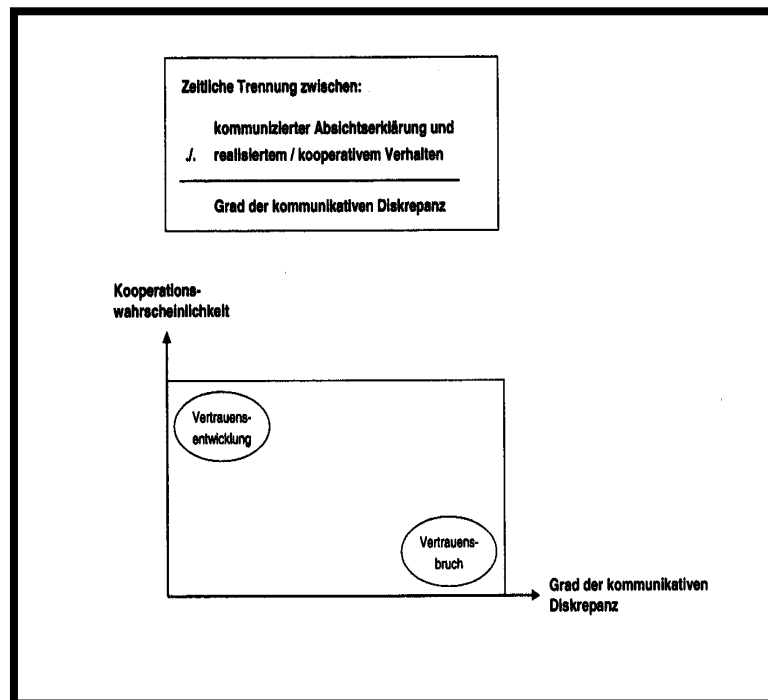 Zeitliche Trennung zwischen:
kommunizierter Absichtserklärung und
./. realisiertem / kooperativem Verhalten
Grad der kommunikativen Diskrepanz
Kooperations-
wahrscheinlichkeit
Vertrauens-
entwicklung
Vertrauens-
bruch
Grad der kommunikativen
Diskrepanz